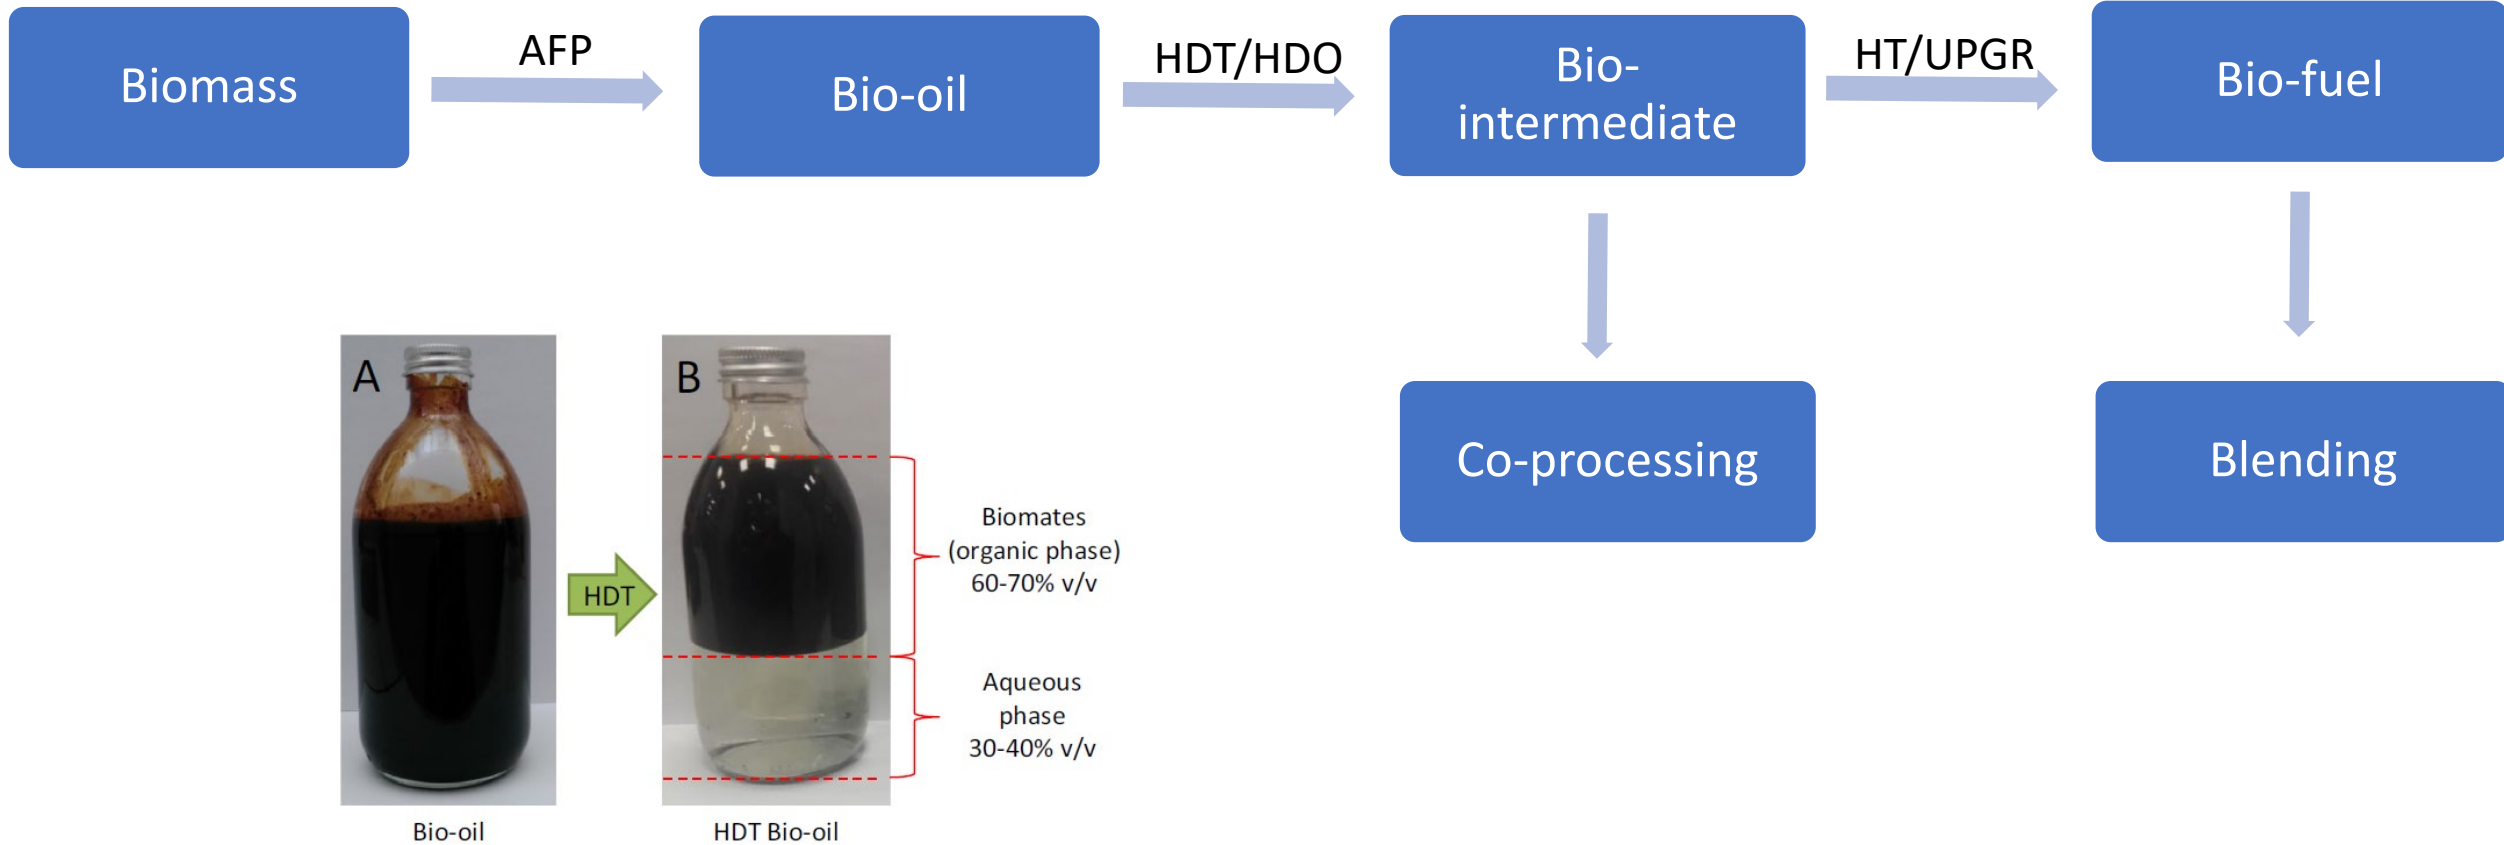 Biomass
AFP
Bio-oil
HDT/HDO
Bio-
intermediate
HT/UPGR
Bio-fuel
Co-processing
Blending
A
HDT
B
Biomates
(organic phase)
60-70% v/v
Aqueous
phase
30-40% v/v
Bio-oil
HDT Bio-oil